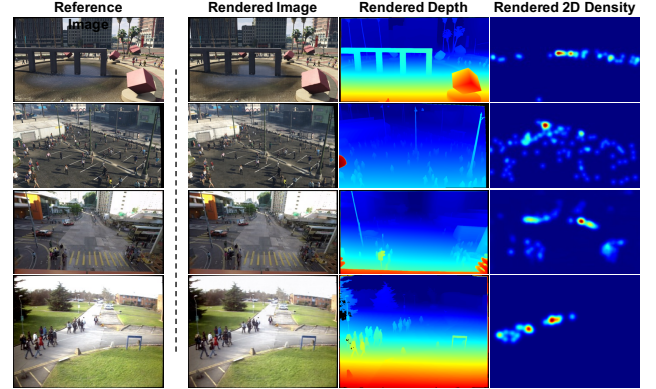 Reference Image
Rendered Image
Rendered Depth
Rendered 2D Density